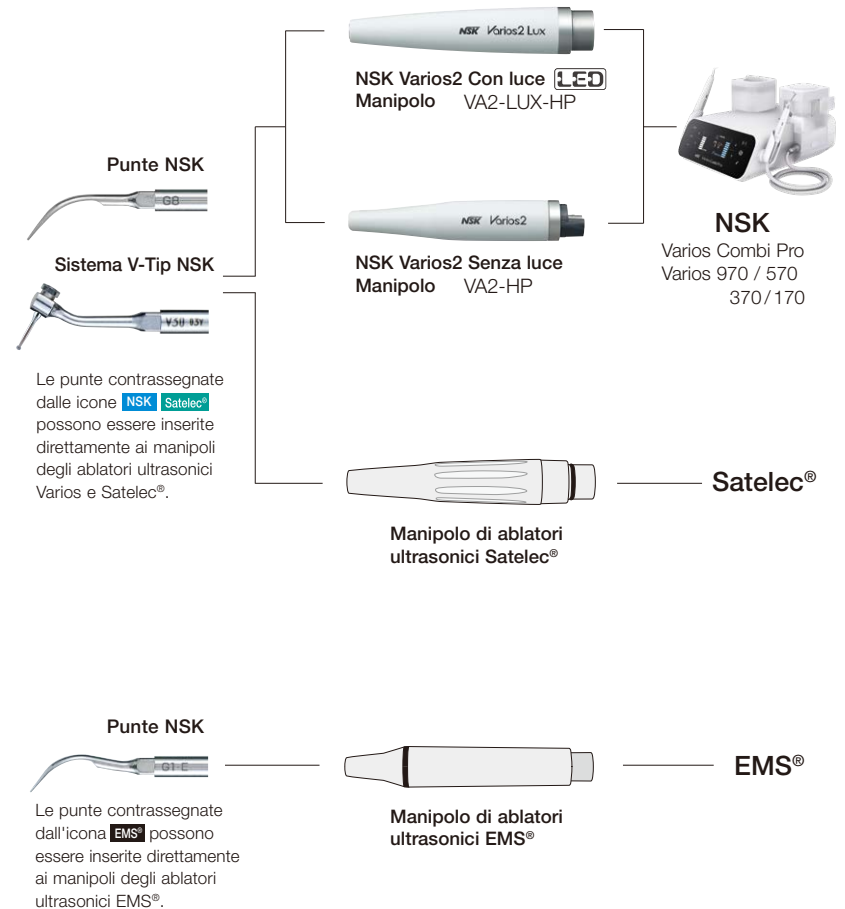 NSK Varios2 Lux
NSK Varios2 Con luce LED
Manipolo VA2-LUX-HP
Punte NSK
G8
NSK Varios2
NSK
Varios Combi Pro
Varios 970 / 570
370/170
Sistema V-Tip NSK
NSK Varios2 Senza luce
Manipolo VA2-HP
Le punte contrassegnate
dalle icone NSK Satelec®
possono essere inserite
direttamente ai manipoli
degli ablatori ultrasonici
Varios e Satelec®.
Satelec®
Manipolo di ablatori
ultrasonici Satelec®
Punte NSK
G1-E
EMS®
Le punte contrassegnate
dall'icona EMS® possono
essere inserite direttamente
ai manipoli degli ablatori
ultrasonici EMS®.
Manipolo di ablatori
ultrasonici EMS®